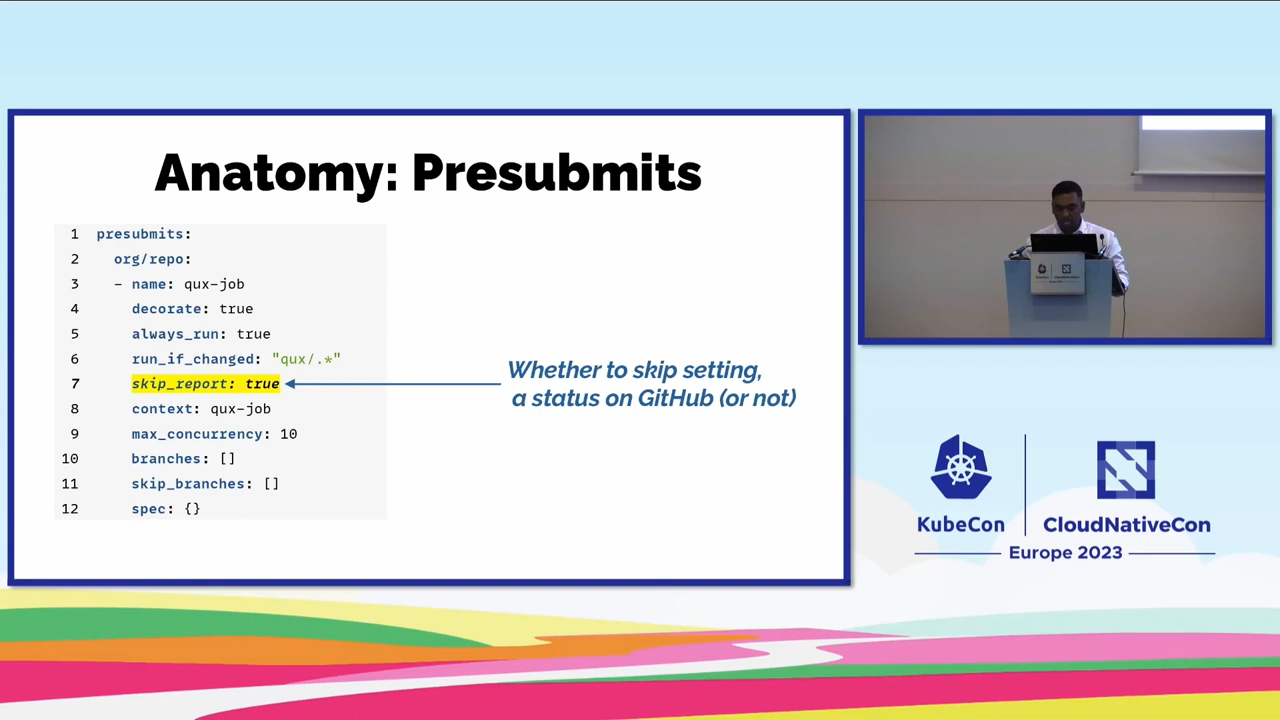 Anatomy: Presubmits
1 presubmits:
2 org/repo:
3 - name: qux-job
4 decorate: true
5 always_run: true
6 run_if_changed: "qux/.*"
7 skip_report: true
8 context: qux-job
9 max_concurrency: 10
10 branches: []
11 skip_branches: []
12 spec: {}
Whether to skip setting,
a status on GitHub (or not)
KubeCon
CloudNativeCon
Europe 2023